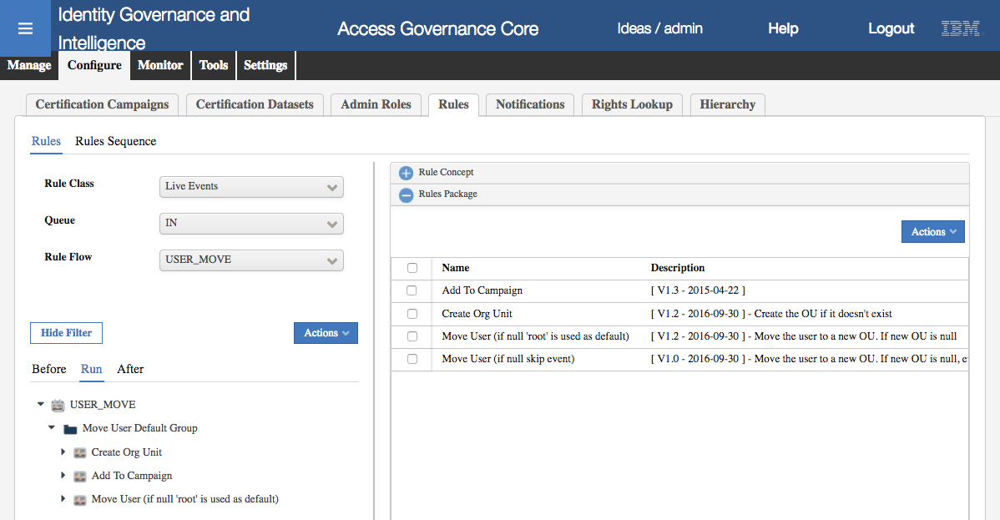 Identity Governance and
Intelligence
Access Governance Core
Ideas / admin
Help
Logout
IBM
Manage
Configure
Monitor
Tools
Settings
Certification Campaigns
Certification Datasets
Admin Roles
Rules
Notifications
Rights Lookup
Hierarchy
Rules
Rules Sequence
Rule Class
Live Events
Queue
IN
Rule Flow
USER_MOVE
Hide Filter
Actions
Before
Run
After
USER_MOVE
Move User Default Group
Create Org Unit
Add To Campaign
Move User (if null 'root' is used as default)
Rule Concept
Rules Package
Actions
Name Description
Add To Campaign [ V1.3 - 2015-04-22 ]
Create Org Unit [ V1.2 - 2016-09-30 ] - Create the OU if it doesn't exist
Move User (if null 'root' is used as default) [ V1.2 - 2016-09-30 ] - Move the user to a new OU. If new OU is null
Move User (if null skip event) [ V1.0 - 2016-09-30 ] - Move the user to a new OU. If new OU is null,